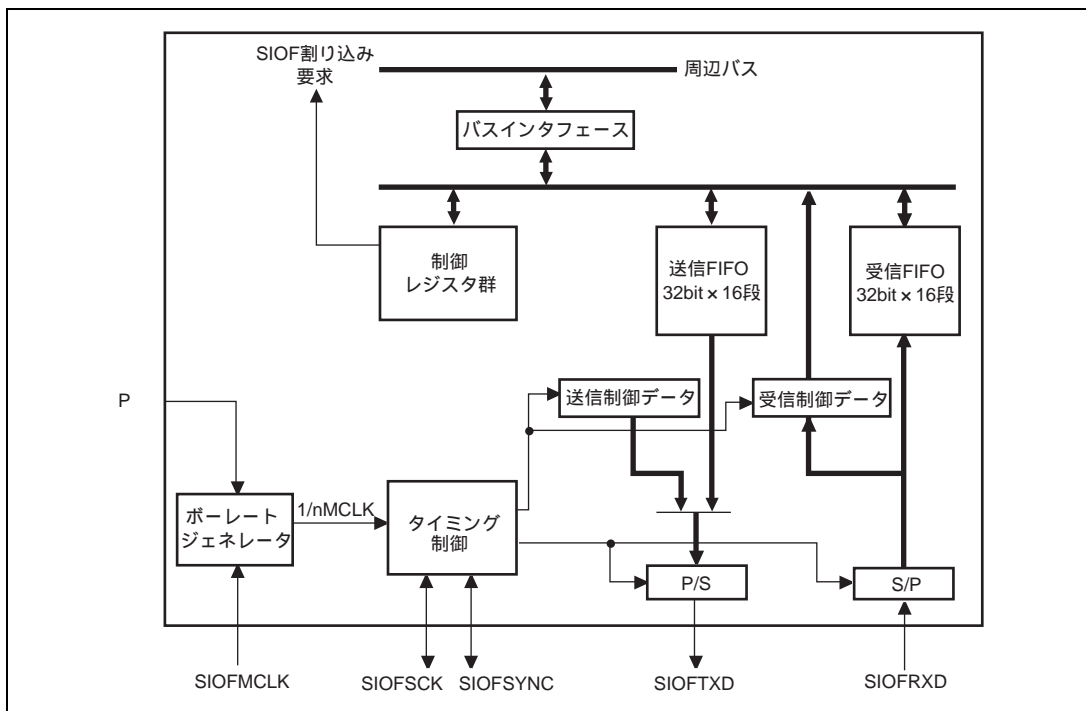 SIOF割り込み
要求
周辺バス
バスインタフェース
制御
レジスタ群
送信FIFO
32bit×16段
受信FIFO
32bit×16段
送信制御データ
受信制御データ
P
ボーレート
ジェネレータ
1/nMCLK
タイミング
制御
P/S
S/P
SIOFMCLK
SIOFSCK
SIOFSYNC
SIOFTXD
SIOFRXD